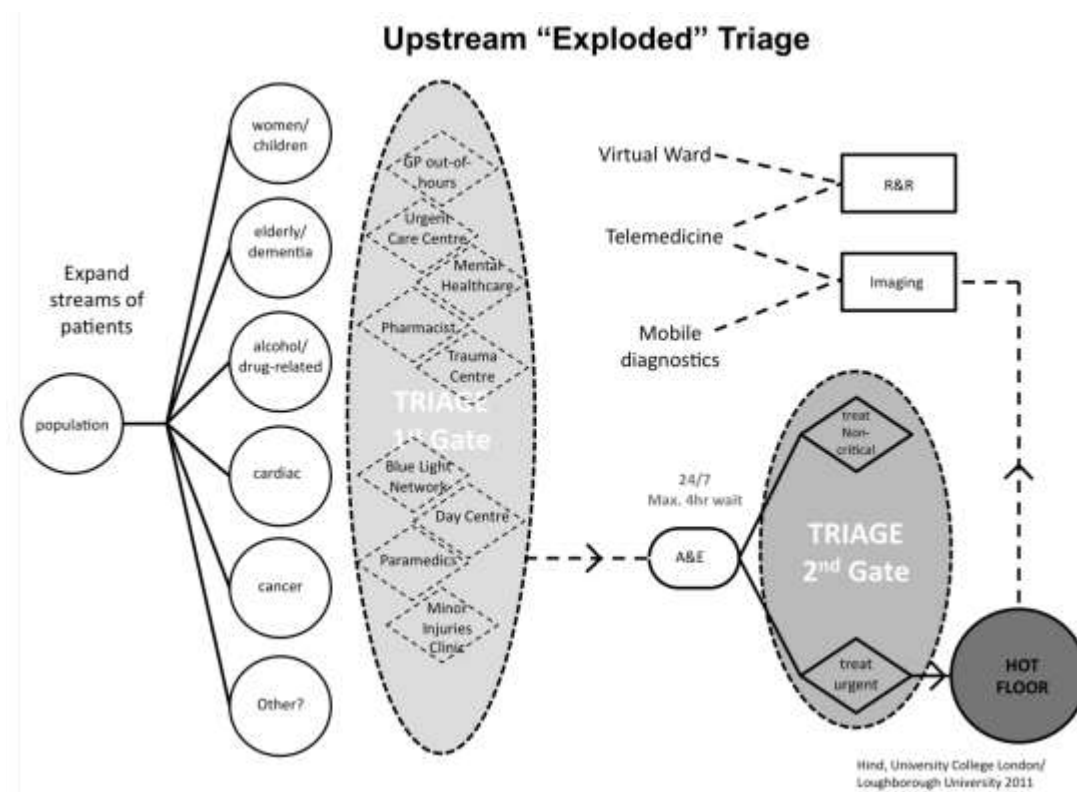 Upstream “Exploded” Triage
Expand
streams of
patients
population
women/
children
elderly/
dementia
alcohol/
drug-related
cardiac
cancer
Other?
GP out-of-
hours
Urgent
Care Centre
Mental
Healthcare
Pharmacist
Trauma
Centre
TRIAGE
1st Gate
Blue Light
Network
Day Centre
Paramedics
Minor
Injuries
Clinic
Virtual Ward
Telemedicine
Mobile
diagnostics
R&R
Imaging
24/7
Max. 4hr wait
A&E
treat
Non-
critical
TRIAGE
2nd Gate
treat
urgent
HOT
FLOOR
Hind, University College London/
Loughborough University 2011